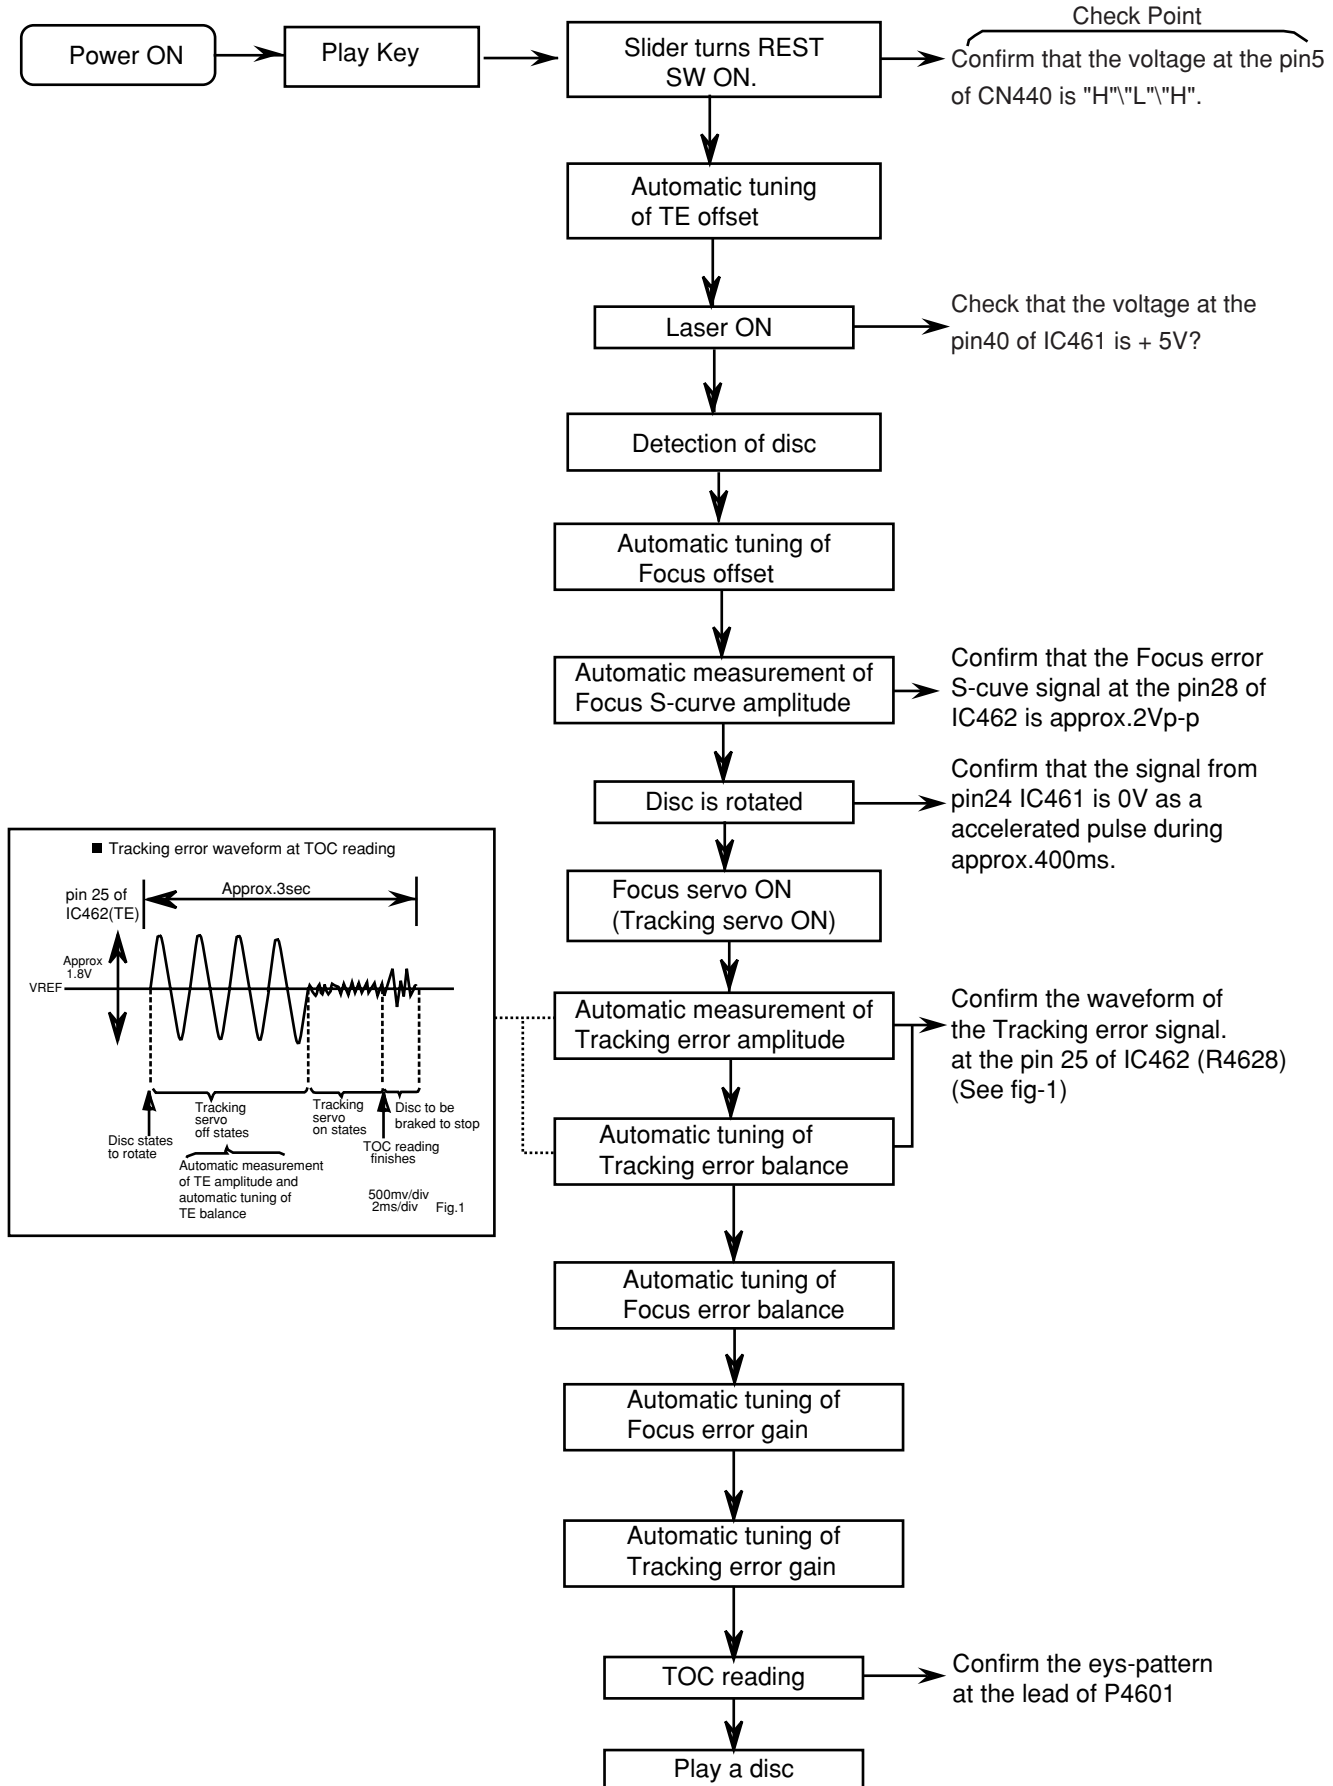 Check Point
Power ON
Play Key
Slider turns REST
SW ON.
Confirm that the voltage at the pin5
of CN440 is "H"\"L"\"H".
Automatic tuning
of TE offset
Laser ON
Check that the voltage at the
pin40 of IC461 is + 5V?
Detection of disc
Automatic tuning of
Focus offset
Automatic measurement of
Focus S-curve amplitude
Confirm that the Focus error
S-cuve signal at the pin28 of
IC462 is approx.2Vp-p
Disc is rotated
Confirm that the signal from
pin24 IC461 is 0V as a
accelerated pulse during
approx.400ms.
Focus servo ON
(Tracking servo ON)
■ Tracking error waveform at TOC reading
pin 25 of
IC462(TE)
Approx.3sec
Approx
1.8V
VREF
Disc states
to rotate
Tracking
servo
off states
Tracking
servo
on states
Disc to be
braked to stop
TOC reading
finishes
Automatic measurement
of TE amplitude and
automatic tuning of
TE balance
500mv/div
2ms/div
Fig.1
Automatic measurement of
Tracking error amplitude
Confirm the waveform of
the Tracking error signal.
at the pin 25 of IC462 (R4628)
(See fig-1)
Automatic tuning of
Tracking error balance
Automatic tuning of
Focus error balance
Automatic tuning of
Focus error gain
Automatic tuning of
Tracking error gain
TOC reading
Confirm the eys-pattern
at the lead of P4601
Play a disc